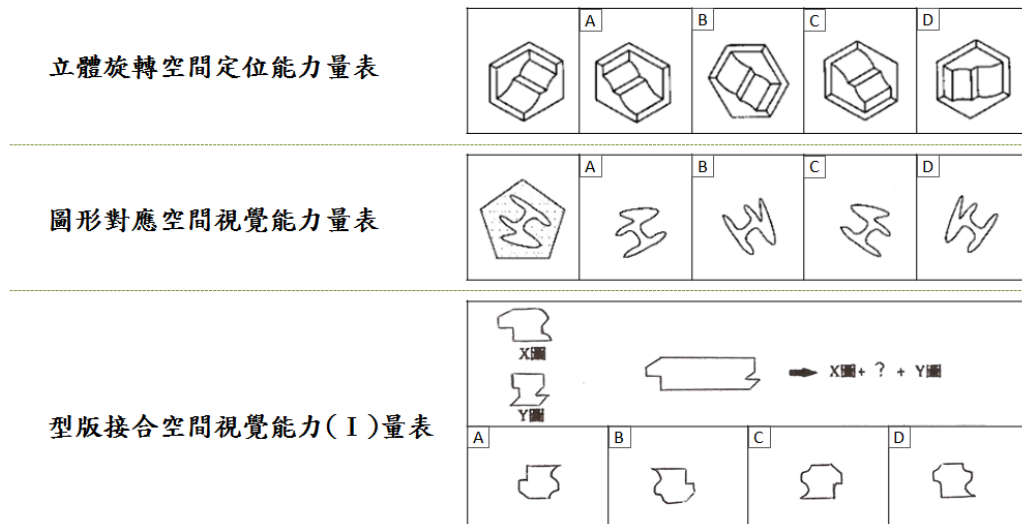 立體旋轉空間定位能力量表
A
B
C
D
圖形對應空間視覺能力量表
A
B
C
D
型版接合空間視覺能力(Ⅰ)量表
X圖
Y圖
X圖+ ? + Y圖
A
B
C
D